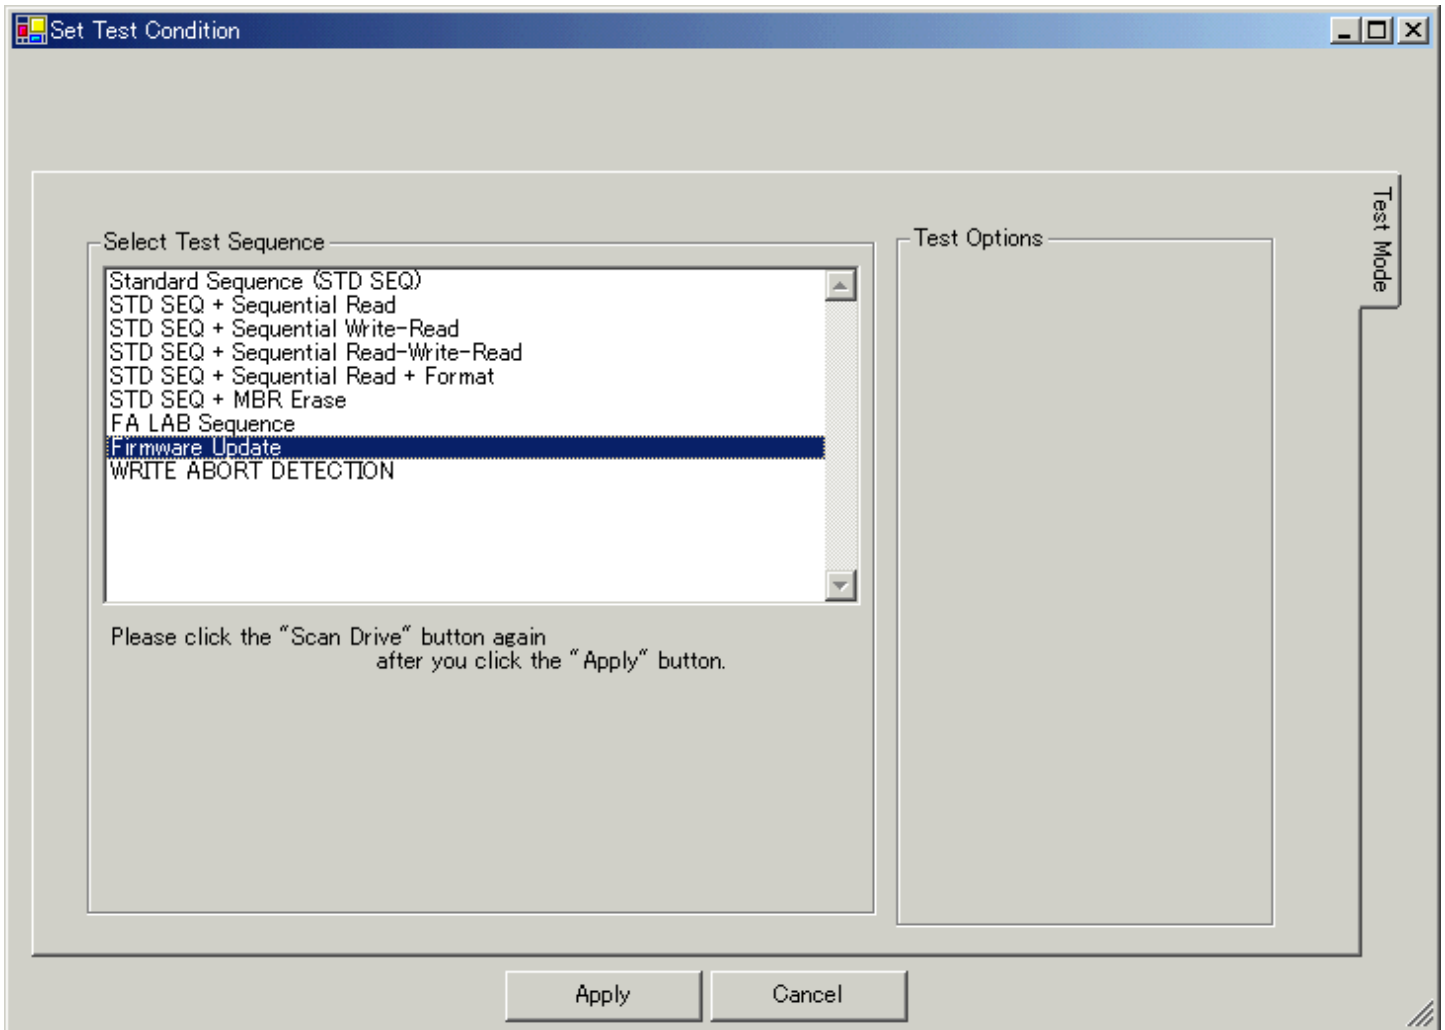 Set Test Condition
Test Mode
Select Test Sequence
Standard Sequence (STD SEQ)
STD SEQ + Sequential Read
STD SEQ + Sequential Write-Read
STD SEQ + Sequential Read-Write-Read
STD SEQ + Sequential Read + Format
STD SEQ + MBR Erase
FA LAB Sequence
Firmware Update
WRITE ABORT DETECTION
Please click the "Scan Drive" button again
after you click the "Apply" button.
Test Options
Apply
Cancel